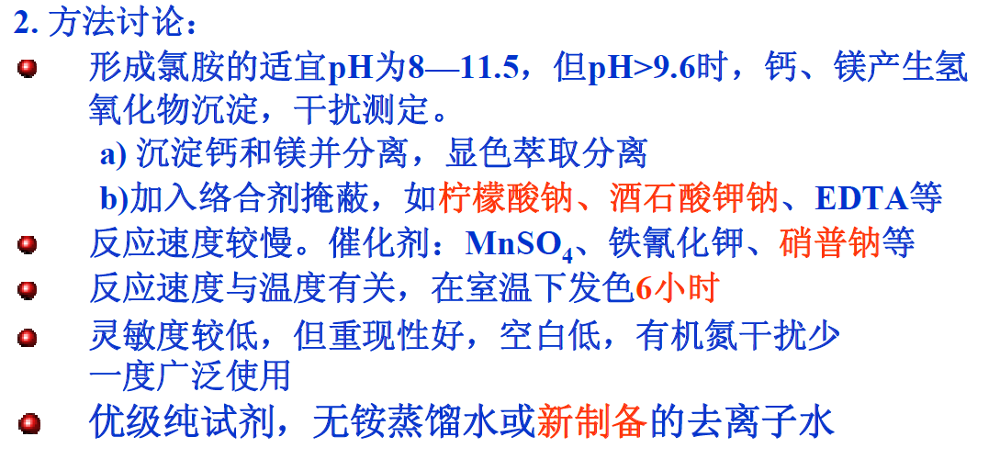 2. 方法讨论：
形成氯胺的适宜pH为8—11.5，但pH>9.6时，钙、镁产生氢
氧化物沉淀，干扰测定。
a) 沉淀钙和镁并分离，显色萃取分离
b)加入络合剂掩蔽，如柠檬酸钠、酒石酸钾钠、EDTA等
反应速度较慢。催化剂：MnSO₄、铁氰化钾、硝普钠等
反应速度与温度有关，在室温下发色6小时
灵敏度较低，但重现性好，空白低，有机氮干扰少
一度广泛使用
优级纯试剂，无铵蒸馏水或新制备的去离子水